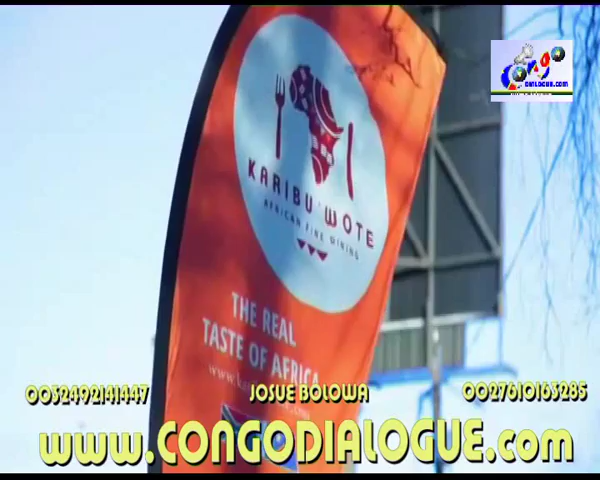 KARIBU WOTE
AFRICAN FINE DINING
THE REAL
TASTE OF AFRICA
0032492141447 JOSUE BOLOWA 0027610163285
www.CONGODIALOGUE.com